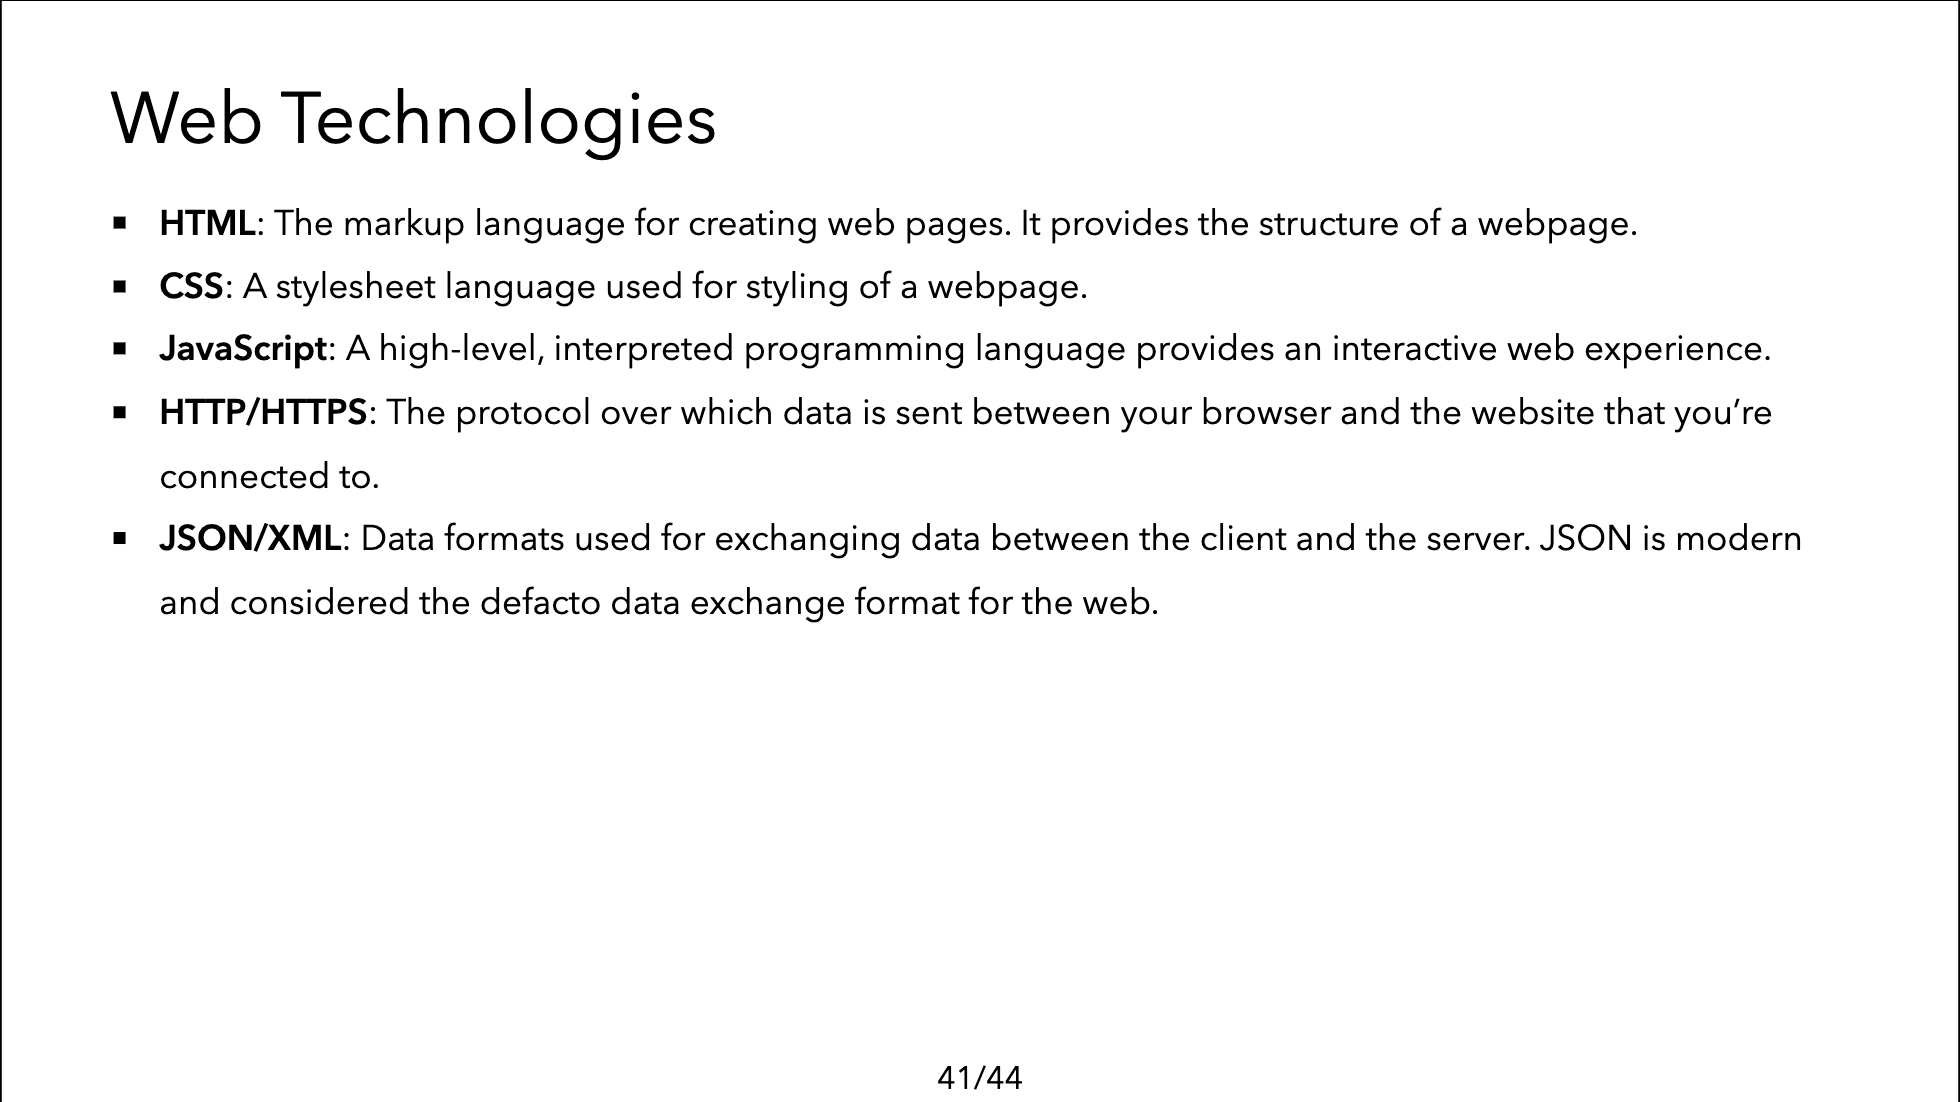 Web Technologies
▪ HTML: The markup language for creating web pages. It provides the structure of a webpage.
▪ CSS: A stylesheet language used for styling of a webpage.
▪ JavaScript: A high-level, interpreted programming language provides an interactive web experience.
▪ HTTP/HTTPS: The protocol over which data is sent between your browser and the website that you’re
connected to.
▪ JSON/XML: Data formats used for exchanging data between the client and the server. JSON is modern
and considered the defacto data exchange format for the web.
41/44